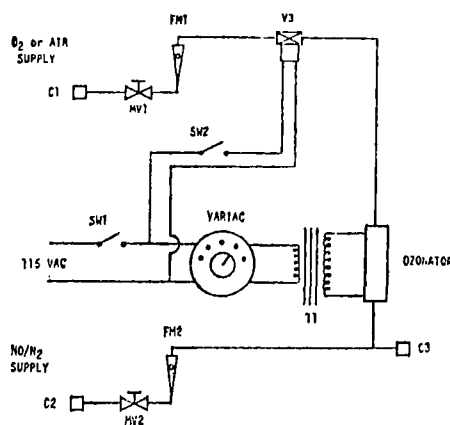 FM1
V3
O2 or AIR
SUPPLY
C1
MV1
SW2
SW1
VARIAC
115 VAC
OZONATOR
T1
FM2
NO/N2
SUPPLY
C3
C2
MV2